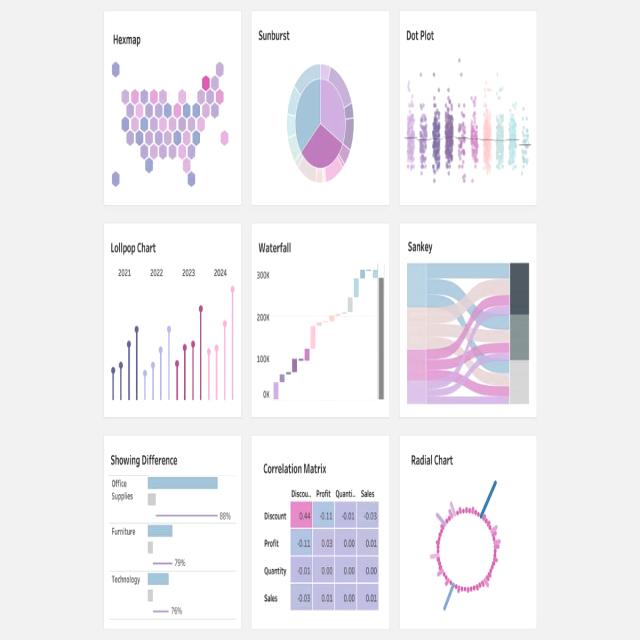 Hexmap
Sunburst
Dot Plot
Lollpop Chart
2021 2022 2023 2024
Waterfall
300K
200K
100K
0K
Sankey
Showing Difference
Office
Supplies
88%
Furniture
79%
Technology
76%
Correlation Matrix
Discou.. Profit Quanti.. Sales
Discount 0.44 -0.11 -0.01 -0.03
Profit -0.11 0.03 0.00 0.01
Quantity -0.01 0.00 0.00 0.00
Sales -0.03 0.01 0.00 0.01
Radial Chart